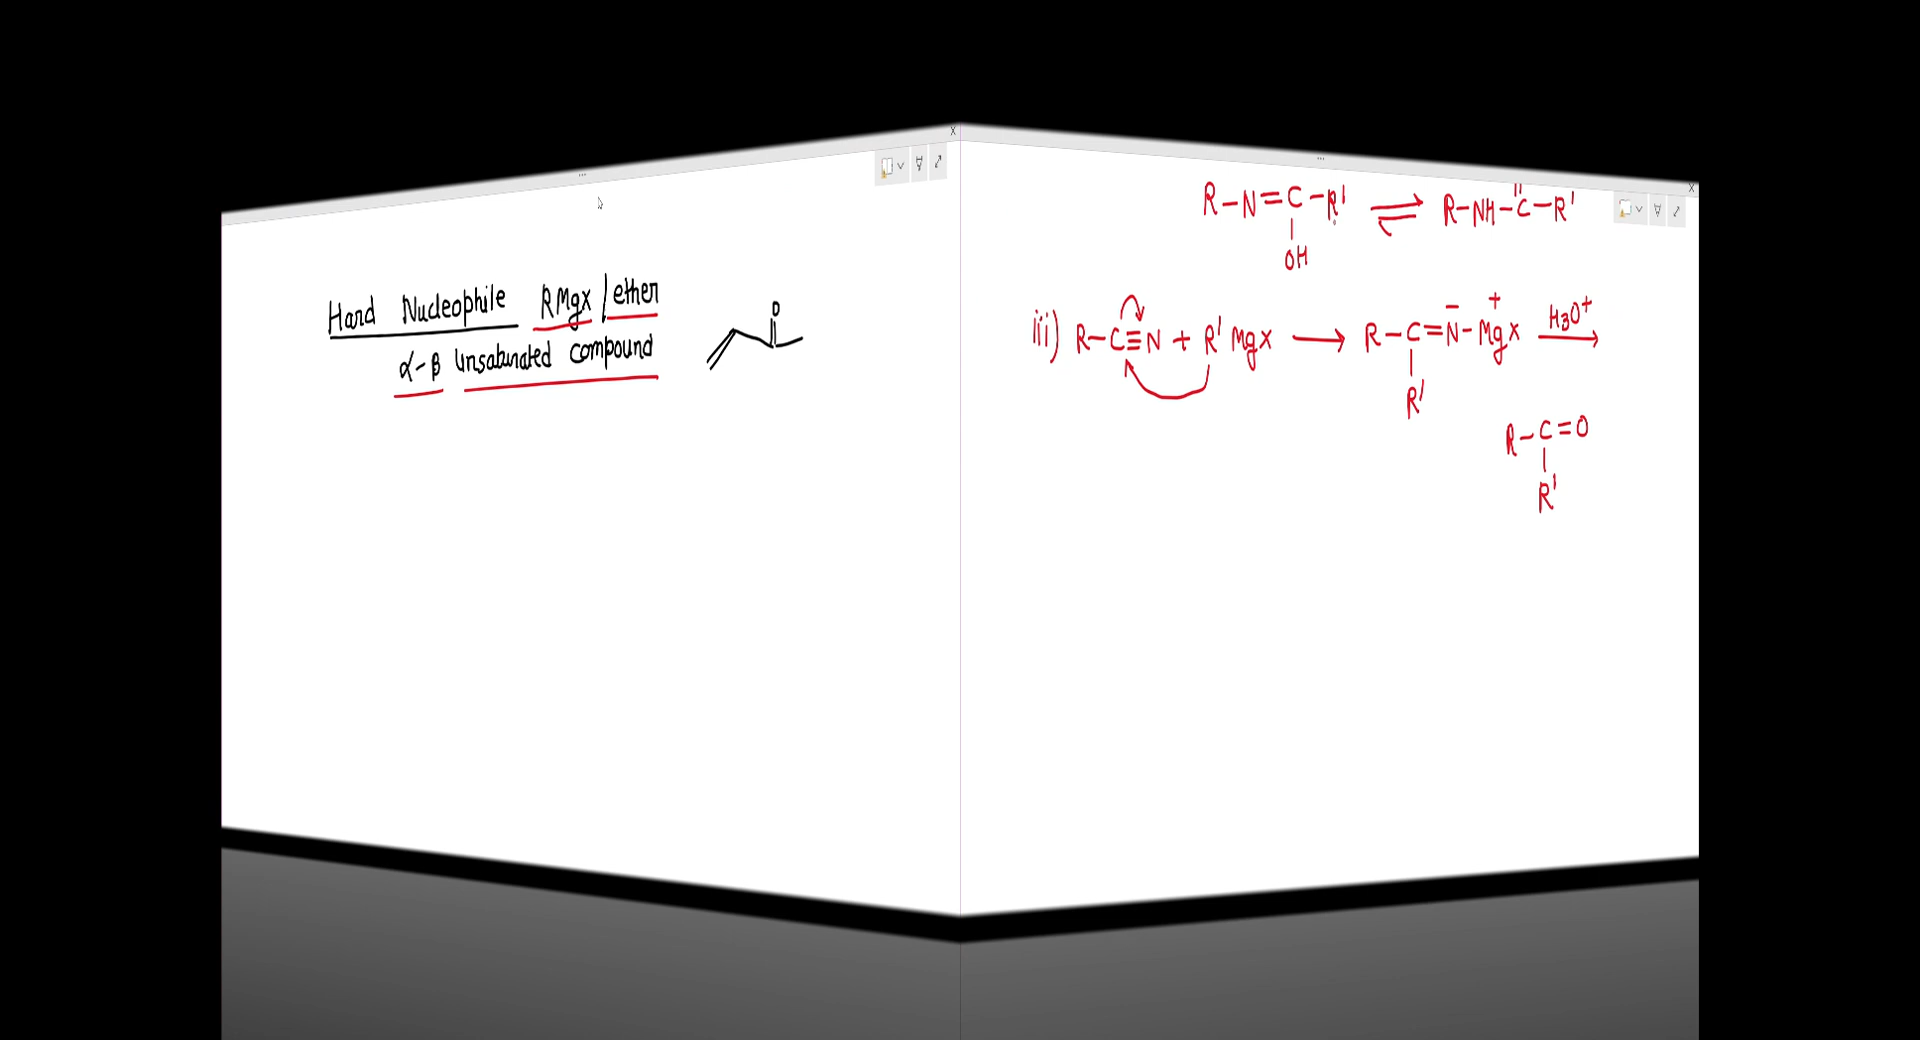 Hard Nucleophile RMgx / ether
α-β Unsaturated compound
O
R-N=C-R' ⇌ R-NH-C-R'
OH
iii) R-C≡N + R' Mgx → R-C=N-Mgx H3O+ →
- +
R'
R-C=O
R'